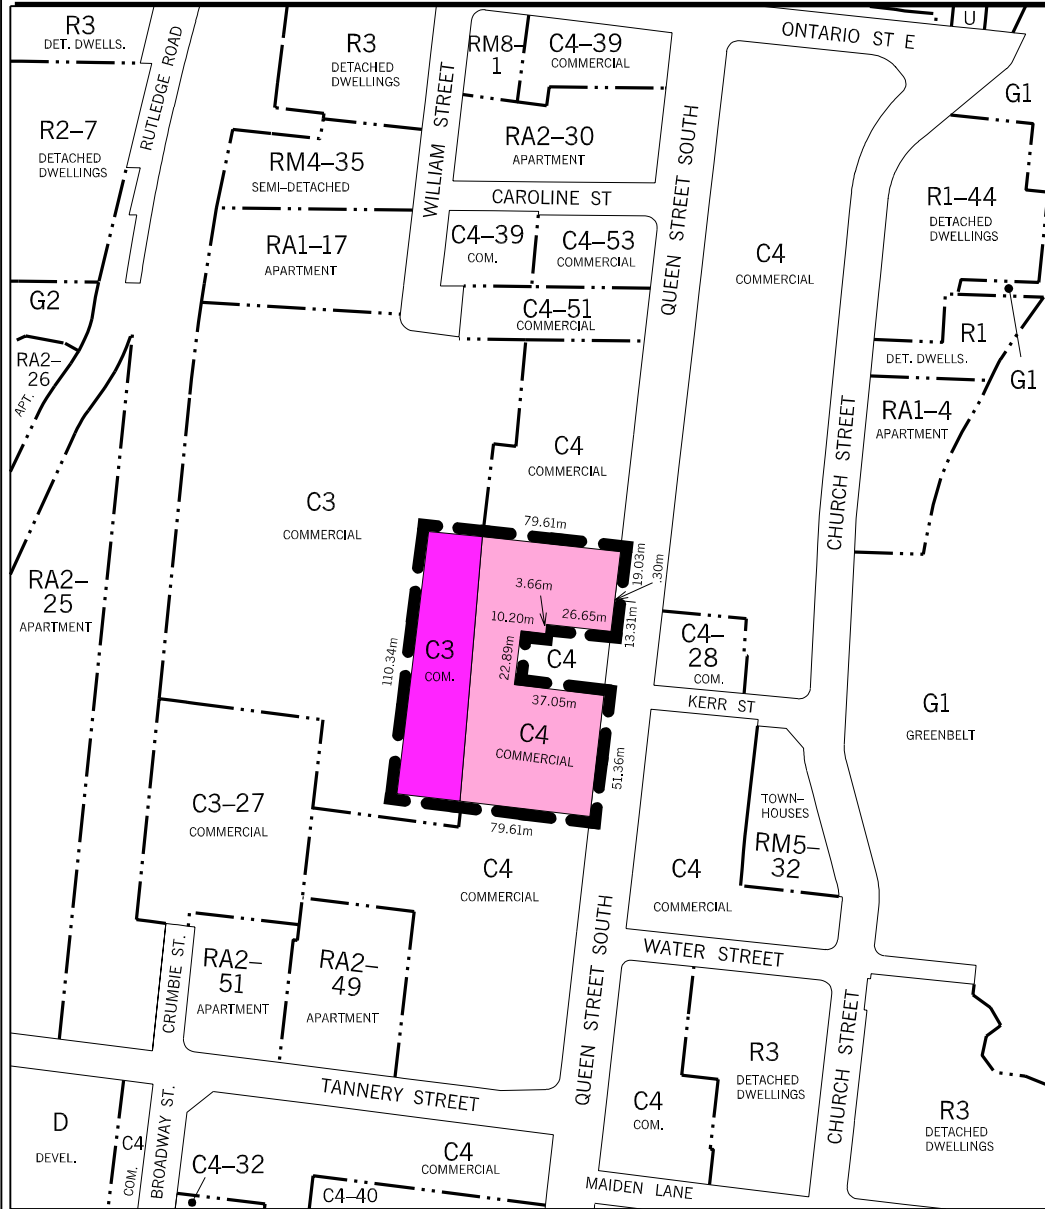 U
ONTARIO ST E
R3
DET. DWELLS.
RUTLEDGE ROAD
R3
DETACHED
DWELLINGS
WILLIAM STREET
RM8–
1
C4–39
COMMERCIAL
QUEEN STREET SOUTH
G1
R2–7
DETACHED
DWELLINGS
RM4–35
SEMI–DETACHED
RA2–30
APARTMENT
CAROLINE ST
R1–44
DETACHED
DWELLINGS
RA1–17
APARTMENT
C4–39
COM.
C4–53
COMMERCIAL
C4
COMMERCIAL
G2
C4–51
COMMERCIAL
R1
DET. DWELLS.
G1
RA2–
26
APT.
RA1–4
APARTMENT
CHURCH STREET
C4
COMMERCIAL
C3
COMMERCIAL
79.61m
19.03m
.30m
3.66m
10.20m
26.65m
13.31m
RA2–
25
APARTMENT
110.34m
C3
COM.
22.89m
C4
37.05m
C4–
28
COM.
KERR ST
G1
GREENBELT
C4
COMMERCIAL
51.36m
79.61m
C3–27
COMMERCIAL
TOWN–
HOUSES
RM5–
32
C4
COMMERCIAL
C4
COMMERCIAL
WATER STREET
CRUMBIE ST.
RA2–
51
APARTMENT
RA2–
49
APARTMENT
QUEEN STREET SOUTH
CHURCH STREET
TANNERY STREET
R3
DETACHED
DWELLINGS
C4
COM.
R3
DETACHED
DWELLINGS
D
DEVEL.
C4
COM.
BROADWAY ST.
C4–32
C4
COMMERCIAL
C4–40
MAIDEN LANE